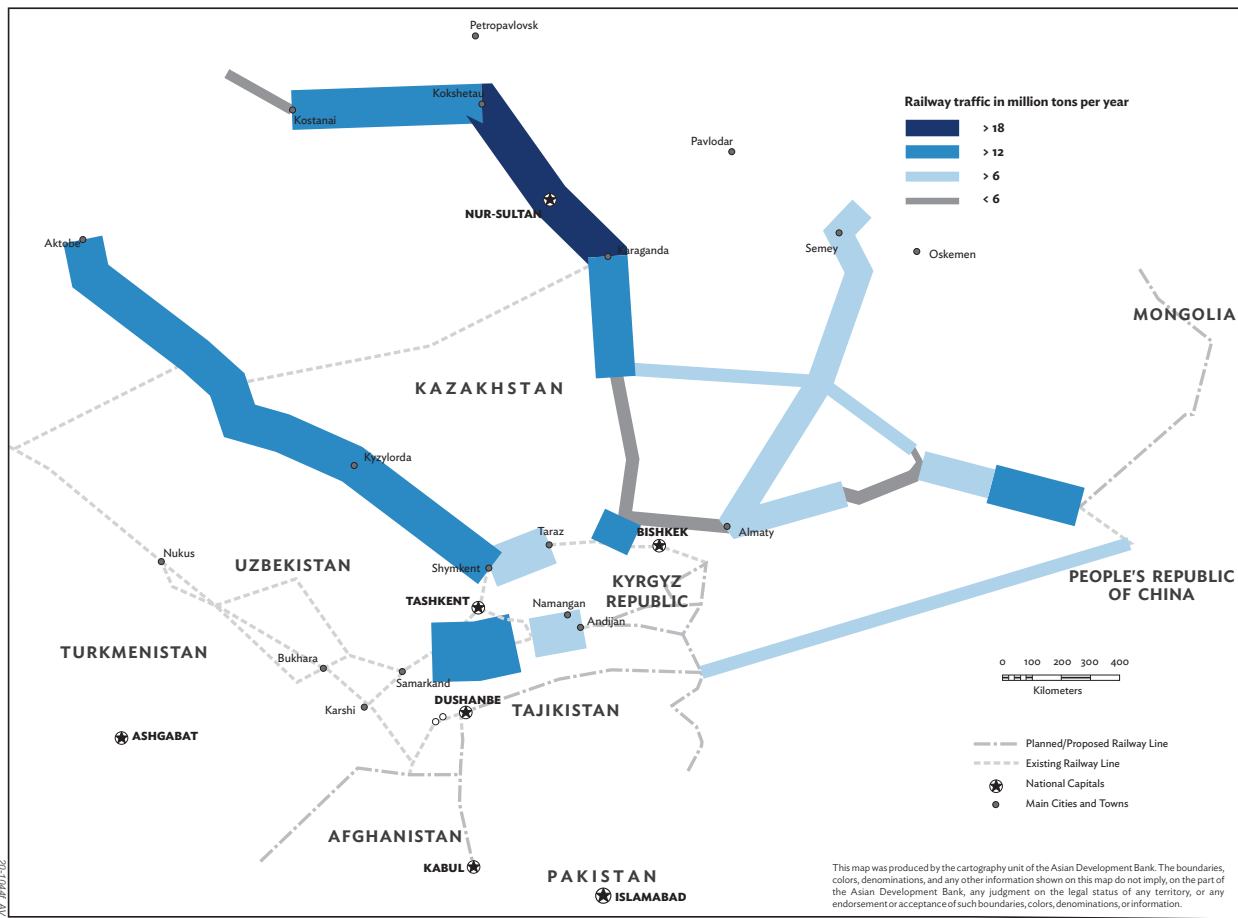 Petropavlovsk
Kokshetau
Kostanai
Railway traffic in million tons per year
> 18
> 12
> 6
< 6
Pavlodar
NUR-SULTAN
Aktobe
Karaganda
Semey
Oskemen
MONGOLIA
KAZAKHSTAN
Kyzylorda
Taraz
BISHKEK
Almaty
Nukus
UZBEKISTAN
Shymkent
KYRGYZ
REPUBLIC
PEOPLE'S REPUBLIC
OF CHINA
TASHKENT
Namangan
Andijan
TURKMENISTAN
Bukhara
Samarkand
0 100 200 300 400
Kilometers
DUSHANBE
Karshi
TAJIKISTAN
ASHGABAT
Planned/Proposed Railway Line
Existing Railway Line
National Capitals
Main Cities and Towns
AFGHANISTAN
KABUL
PAKISTAN
ISLAMABAD
This map was produced by the cartography unit of the Asian Development Bank. The boundaries,
colors, denominations, and any other information shown on this map do not imply, on the part of
the Asian Development Bank, any judgment on the legal status of any territory, or any
endorsement or acceptance of such boundaries, colors, denominations, or information.